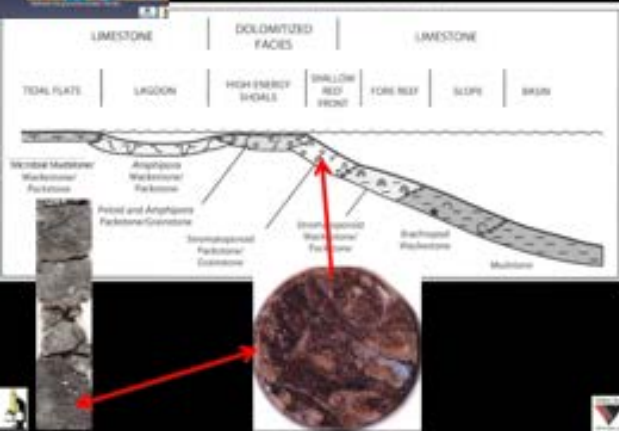 LIMESTONE
DOLOMITIZED
FACIES
LIMESTONE
TIDAL FLATS
LAGOON
HIGH ENERGY
SHOALS
SHALLOW
REEF
FRONT
FORE REEF
SLOPE
BASIN
Microbial Mudstone/
Wackestone/
Packstone
Amphipora
Wackestone/
Packstone
Peloid and Amphipora
Packstone/Grainstone
Stromatoporoid
Packstone/
Grainstone
Stromatoporoid
Wackestone/
Packstone
Brachiopod
Wackestone
Mudstone